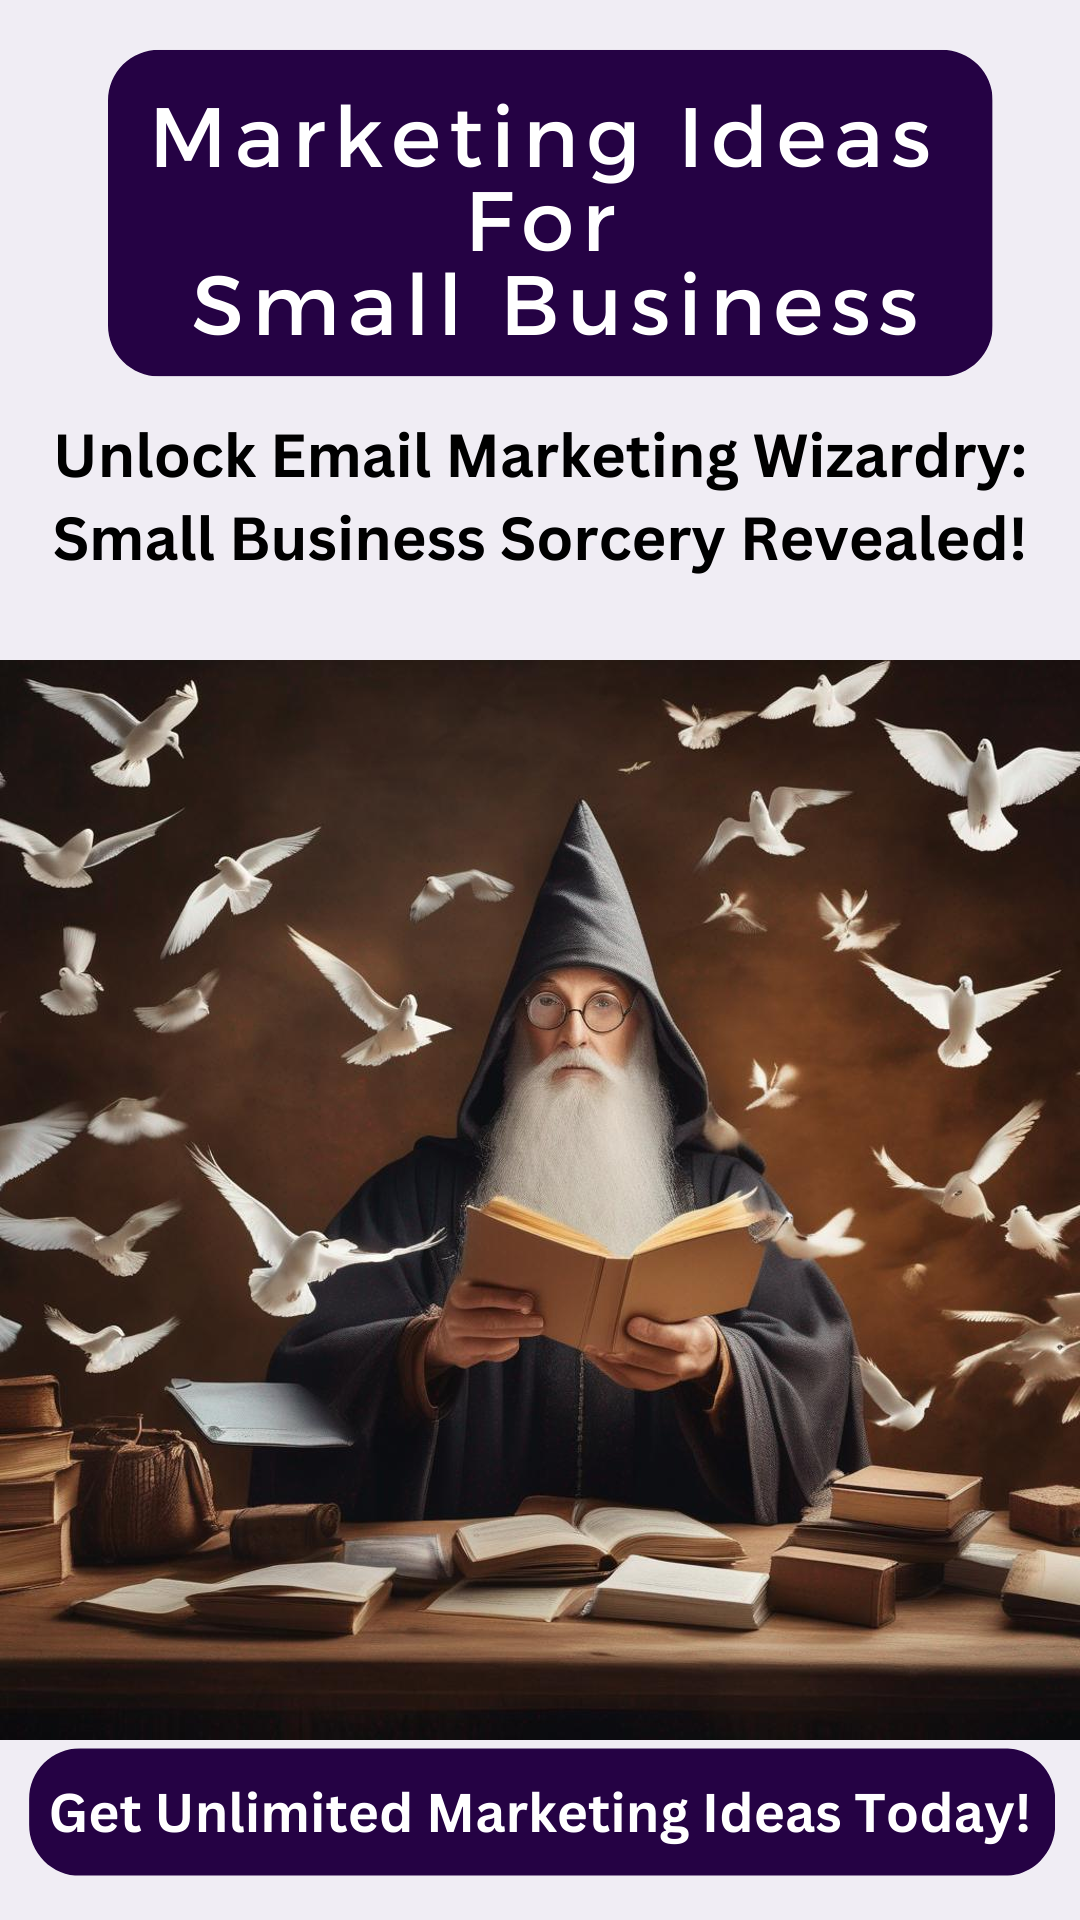 Marketing Ideas
For
Small Business
Unlock Email Marketing Wizardry:
Small Business Sorcery Revealed!
Get Unlimited Marketing Ideas Today!